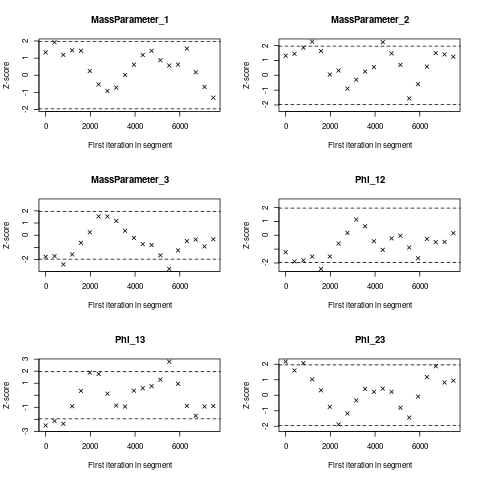 MassParameter_1
Z-score
2
1
0
-1
-2
0 2000 4000 6000
First iteration in segment
MassParameter_2
Z-score
2
1
0
-1
-2
0 2000 4000 6000
First iteration in segment
MassParameter_3
Z-score
2
1
0
-2
0 2000 4000 6000
First iteration in segment
Phi_12
Z-score
2
1
0
-1
-2
0 2000 4000 6000
First iteration in segment
Phi_13
Z-score
3
2
1
-1
-3
0 2000 4000 6000
First iteration in segment
Phi_23
Z-score
2
1
0
-1
-2
0 2000 4000 6000
First iteration in segment